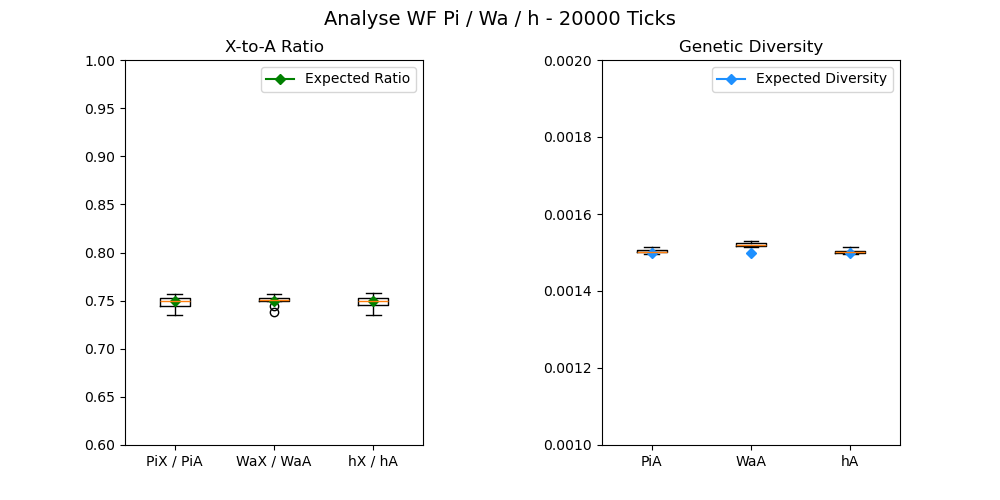 Analyse WF Pi / Wa / h - 20000 Ticks
X-to-A Ratio
1.00
0.95
0.90
0.85
0.80
0.75
0.70
0.65
0.60
Expected Ratio
PiX / PiA
WaX / WaA
hX / hA
Genetic Diversity
0.0020
0.0018
0.0016
0.0014
0.0012
0.0010
Expected Diversity
PiA
WaA
hA